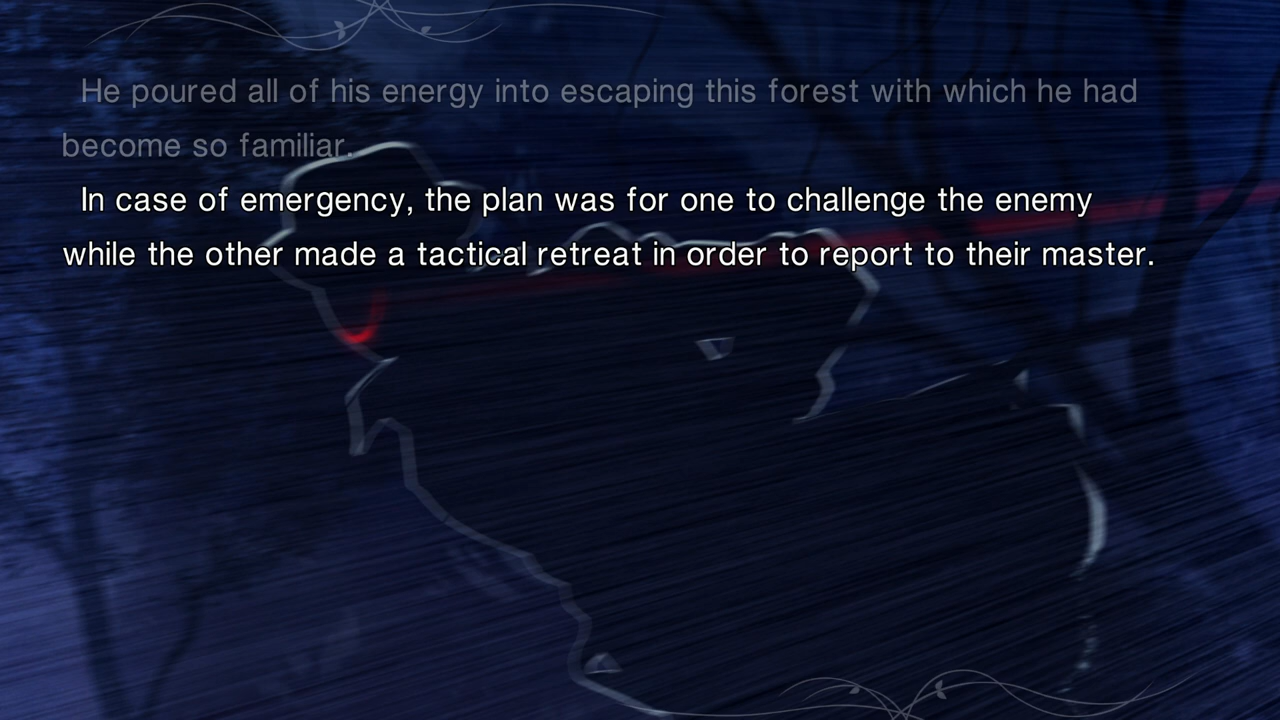 He poured all of his energy into escaping this forest with which he had
become so familiar.
In case of emergency, the plan was for one to challenge the enemy
while the other made a tactical retreat in order to report to their master.